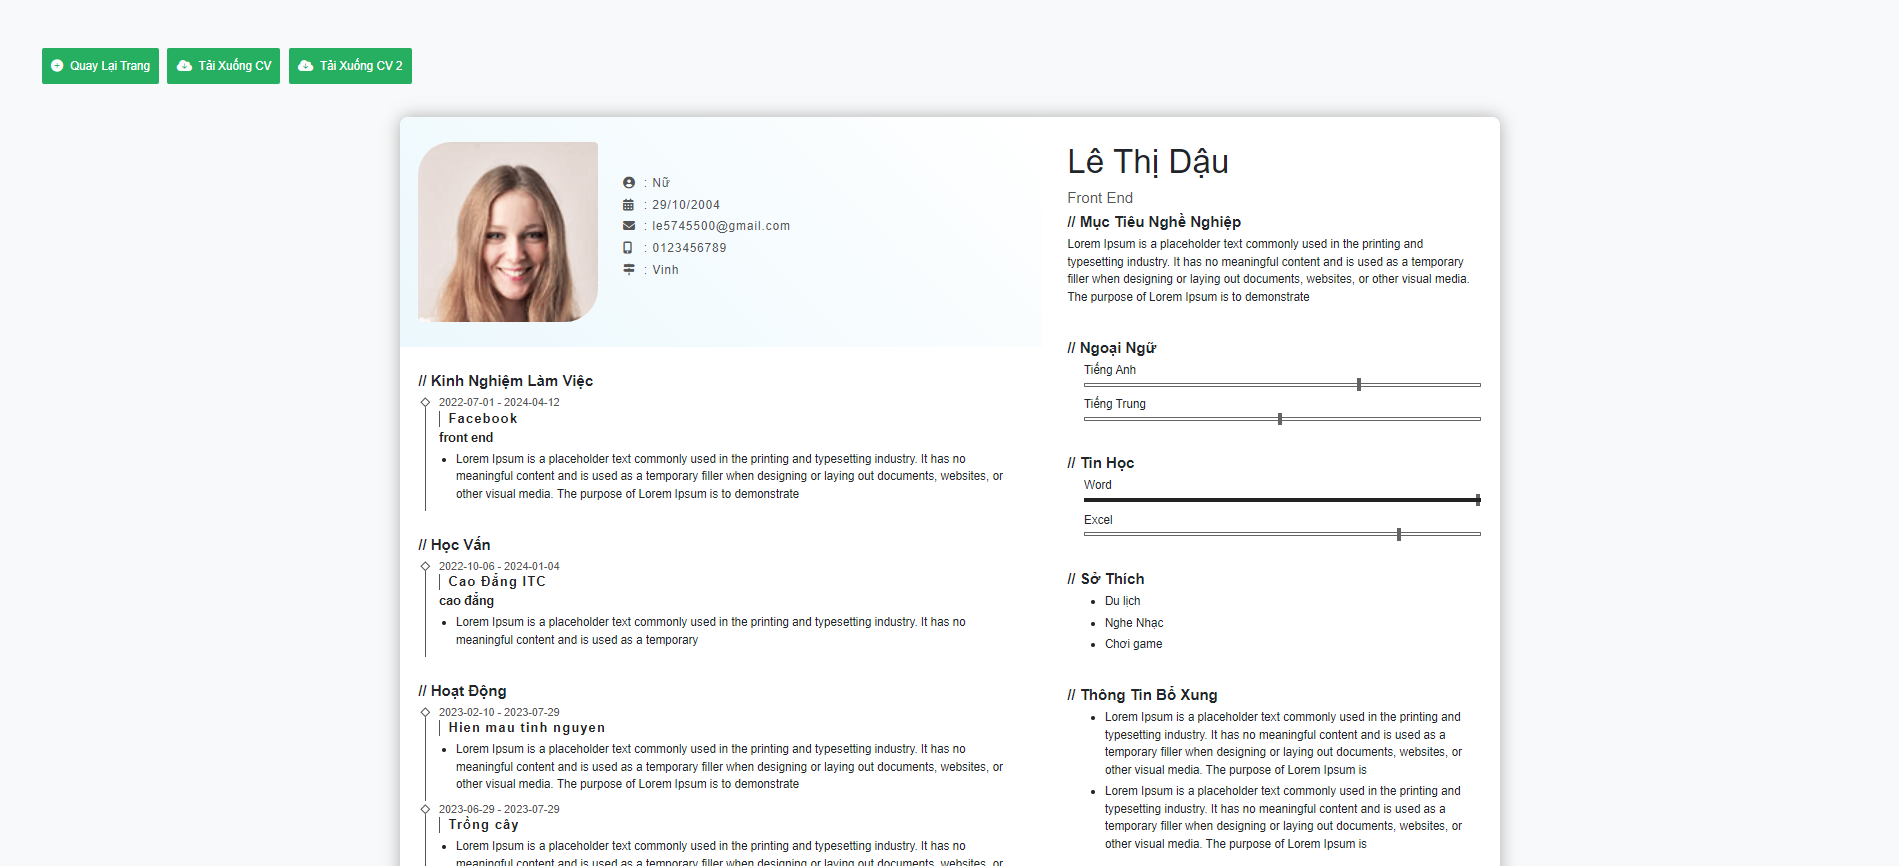 Quay Lại Trang
Tải Xuống CV
Tải Xuống CV 2
: Nữ
: 29/10/2004
: le5745500@gmail.com
: 0123456789
: Vinh
// Kinh Nghiệm Làm Việc
2022-07-01 - 2024-04-12
Facebook
front end
Lorem Ipsum is a placeholder text commonly used in the printing and typesetting industry. It has no
meaningful content and is used as a temporary filler when designing or laying out documents, websites, or
other visual media. The purpose of Lorem Ipsum is to demonstrate
// Học Vấn
2022-10-06 - 2024-01-04
Cao Đẳng ITC
cao đẳng
Lorem Ipsum is a placeholder text commonly used in the printing and typesetting industry. It has no
meaningful content and is used as a temporary
// Hoạt Động
2023-02-10 - 2023-07-29
Hien mau tinh nguyen
Lorem Ipsum is a placeholder text commonly used in the printing and typesetting industry. It has no
meaningful content and is used as a temporary filler when designing or laying out documents, websites, or
other visual media. The purpose of Lorem Ipsum is to demonstrate
2023-06-29 - 2023-07-29
Trồng cây
Lorem Ipsum is a placeholder text commonly used in the printing and typesetting industry. It has no
meaningful content and is used as a temporary filler when designing or laying out documents, websites, or
Lê Thị Dậu
Front End
// Mục Tiêu Nghề Nghiệp
Lorem Ipsum is a placeholder text commonly used in the printing and
typesetting industry. It has no meaningful content and is used as a temporary
filler when designing or laying out documents, websites, or other visual media.
The purpose of Lorem Ipsum is to demonstrate
// Ngoại Ngữ
Tiếng Anh
Tiếng Trung
// Tin Học
Word
Excel
// Sở Thích
Du lịch
Nghe Nhạc
Chơi game
// Thông Tin Bổ Xung
Lorem Ipsum is a placeholder text commonly used in the printing and
typesetting industry. It has no meaningful content and is used as a
temporary filler when designing or laying out documents, websites, or
other visual media. The purpose of Lorem Ipsum is
Lorem Ipsum is a placeholder text commonly used in the printing and
typesetting industry. It has no meaningful content and is used as a
temporary filler when designing or laying out documents, websites, or
other visual media. The purpose of Lorem Ipsum is